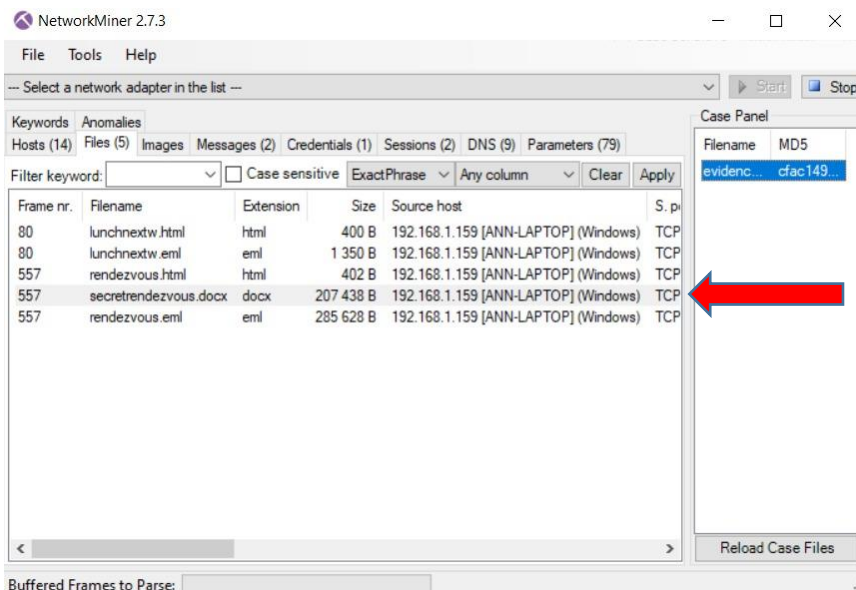 NetworkMiner 2.7.3
File Tools Help
--- Select a network adapter in the list ---
Start Stop
Keywords Anomalies
Hosts (14) Files (5) Images Messages (2) Credentials (1) Sessions (2) DNS (9) Parameters (79)
Filter keyword: Case sensitive ExactPhrase Any column Clear Apply
Frame nr. Filename Extension Size Source host S. p
80 lunchnextw.html html 400 B 192.168.1.159 [ANN-LAPTOP] (Windows) TCP
80 lunchnextw.eml eml 1 350 B 192.168.1.159 [ANN-LAPTOP] (Windows) TCP
557 rendezvous.html html 402 B 192.168.1.159 [ANN-LAPTOP] (Windows) TCP
557 secretrendezvous.docx docx 207 438 B 192.168.1.159 [ANN-LAPTOP] (Windows) TCP
557 rendezvous.eml eml 285 628 B 192.168.1.159 [ANN-LAPTOP] (Windows) TCP
Case Panel
Filename MD5
evidenc... cfac149...
Reload Case Files
Buffered Frames to Parse: